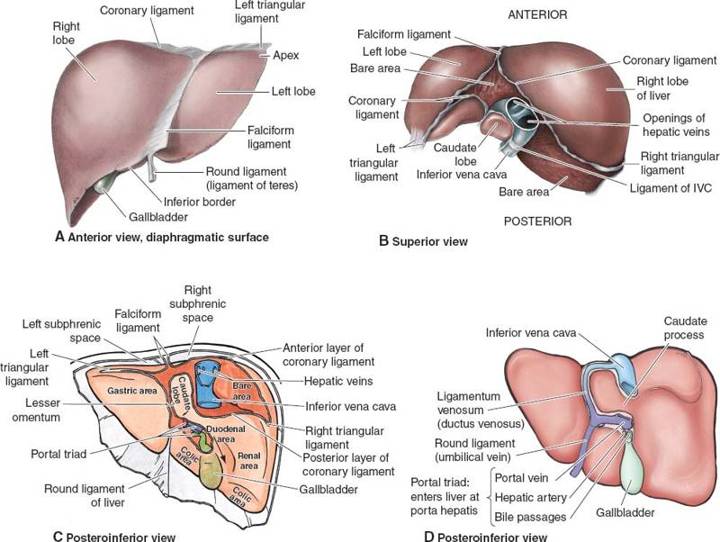 Coronary ligament
Left triangular
ligament
Right
lobe
Apex
Left lobe
Falciform
ligament
Round ligament
(ligament of teres)
Inferior border
Gallbladder
A Anterior view, diaphragmatic surface
ANTERIOR
Falciform ligament
Left lobe
Bare area
Coronary ligament
Right lobe
of liver
Coronary
ligament
Openings of
hepatic veins
Left
triangular
ligament
Caudate
lobe
Inferior vena cava
Right triangular
ligament
Ligament of IVC
Bare area
POSTERIOR
B Superior view
Right
subphrenic
space
Falciform
ligament
Left subphrenic
space
Left
triangular
ligament
Anterior layer of
coronary ligament
Hepatic veins
Gastric area
Caudate
lobe
Bare
area
Lesser
omentum
Inferior vena cava
Duodenal
area
Right triangular
ligament
Portal triad
Colic
area
Renal
area
Posterior layer of
coronary ligament
Round ligament
of liver
Colic
area
Gallbladder
C Posteroinferior view
Caudate
process
Inferior vena cava
Ligamentum
venosum
(ductus venosus)
Round ligament
(umbilical vein)
Portal triad:
enters liver at
porta hepatis
Portal vein
Hepatic artery
Bile passages
Gallbladder
D Posteroinferior view